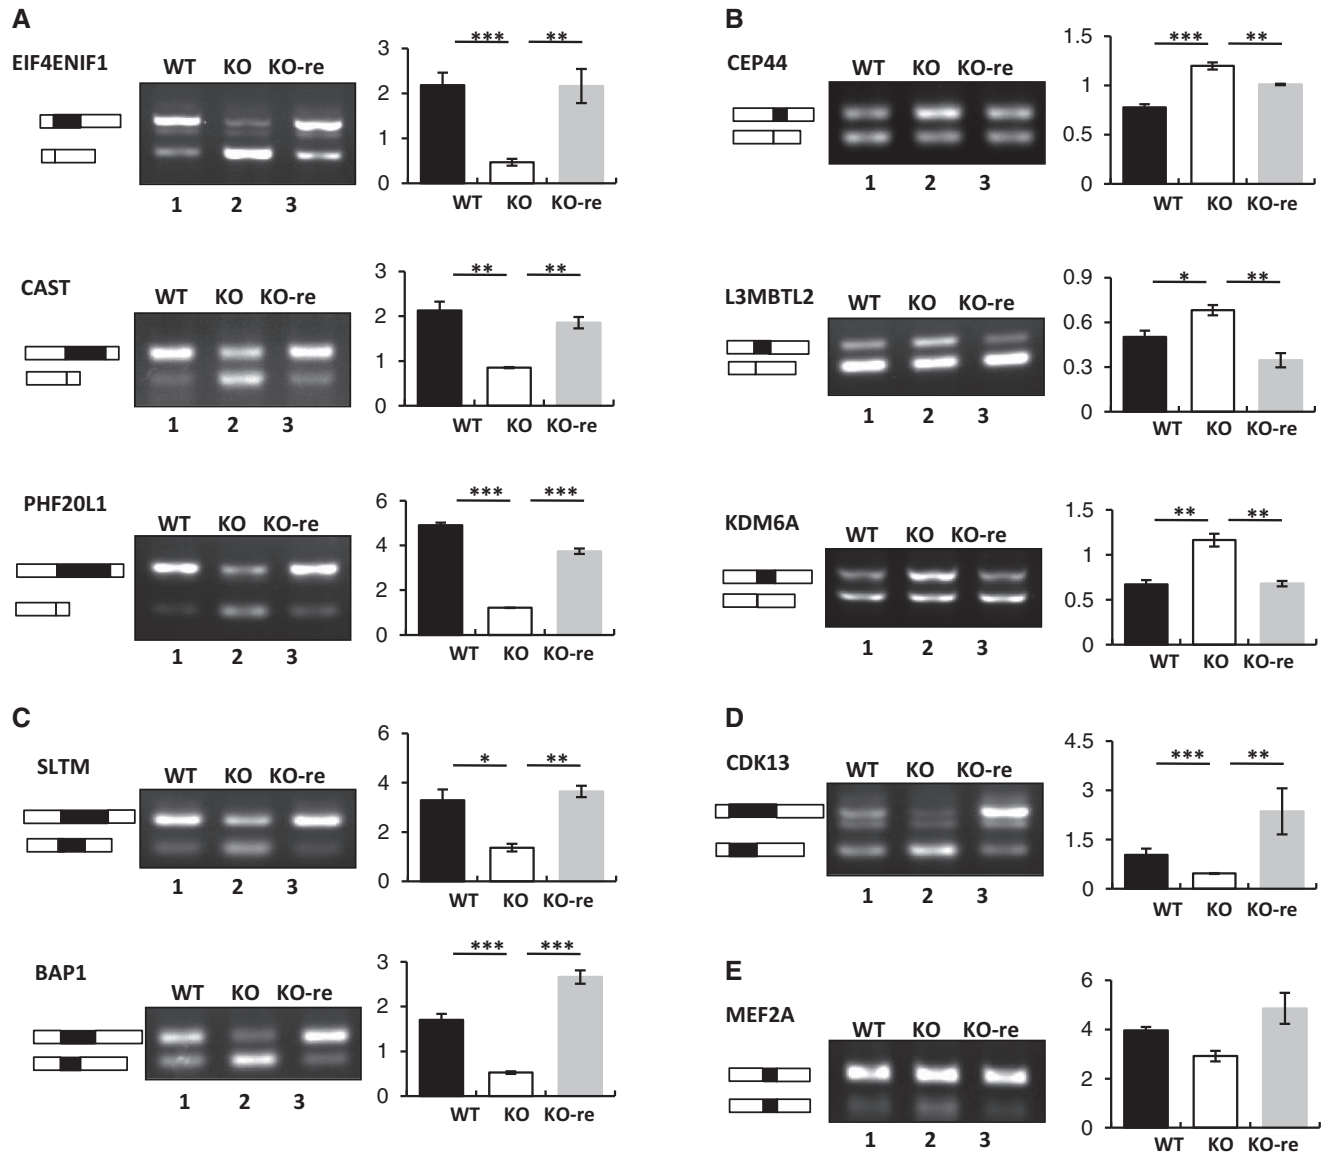 A
EIF4ENIF1
WT KO KO-re
1 2 3
*** **
3
2
1
0
WT KO KO-re
CAST
WT KO KO-re
1 2 3
** **
3
2
1
0
WT KO KO-re
PHF20L1
WT KO KO-re
1 2 3
*** ***
6
4
2
0
WT KO KO-re
B
CEP44
WT KO KO-re
1 2 3
*** **
1.5
1
0.5
0
WT KO KO-re
L3MBTL2
WT KO KO-re
1 2 3
* **
0.9
0.6
0.3
0
WT KO KO-re
KDM6A
WT KO KO-re
1 2 3
** **
1.5
1
0.5
0
WT KO KO-re
C
SLTM
WT KO KO-re
1 2 3
* **
6
4
2
0
WT KO KO-re
BAP1
WT KO KO-re
1 2 3
*** ***
3
2
1
0
WT KO KO-re
D
CDK13
WT KO KO-re
1 2 3
*** **
4.5
3
1.5
0
WT KO KO-re
E
MEF2A
WT KO KO-re
1 2 3
6
4
2
0
WT KO KO-re